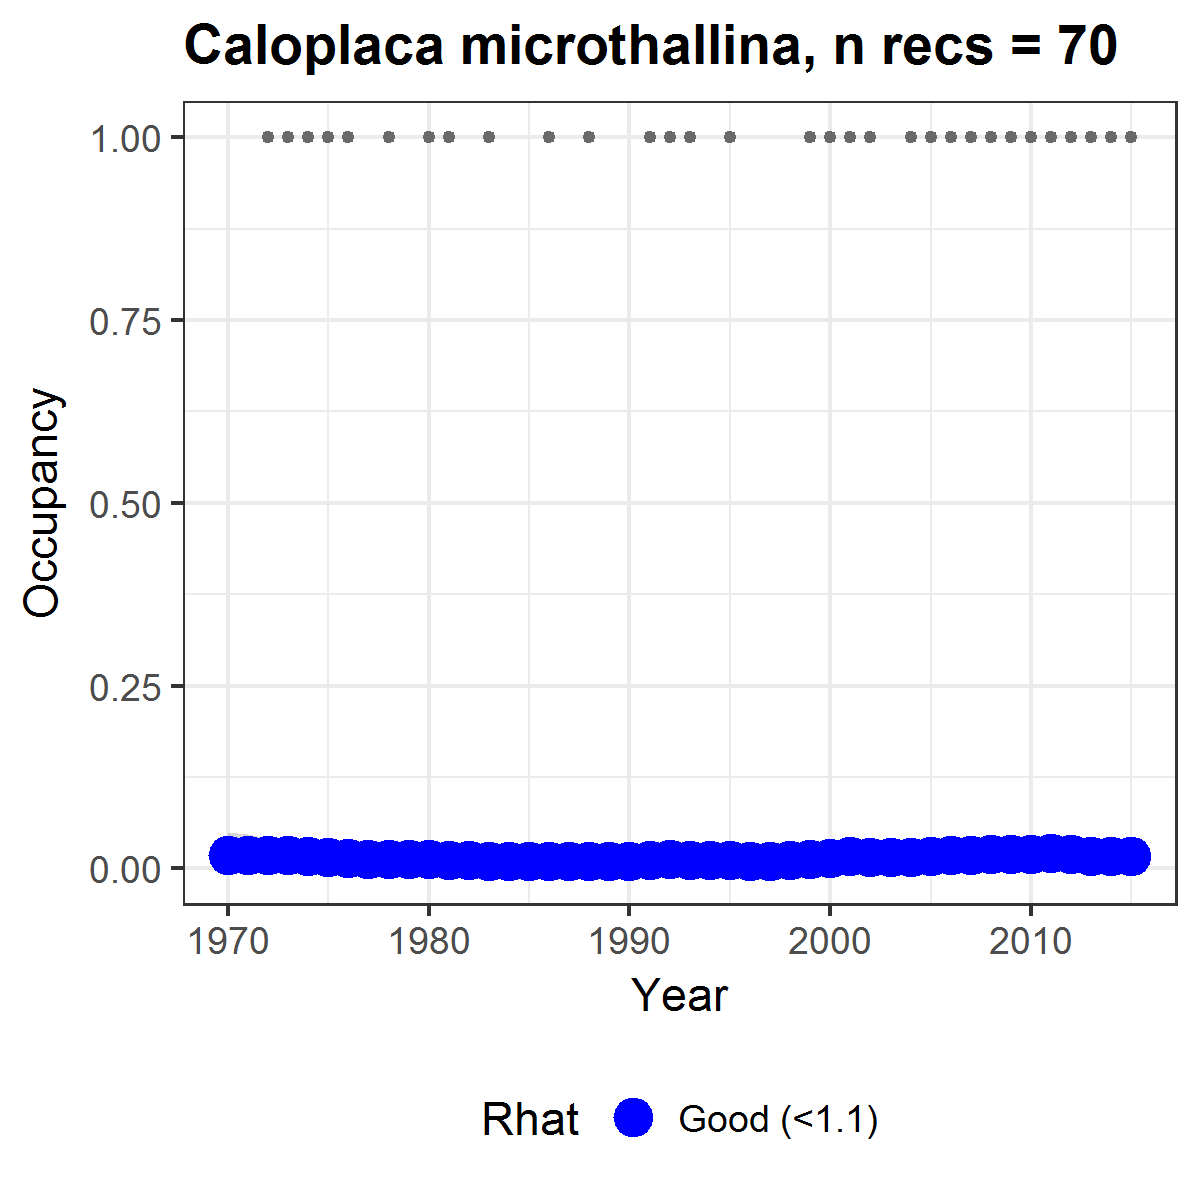 Caloplaca microthallina, n recs = 70
1.00
0.75
0.50
0.25
0.00
Occupancy
1970 1980 1990 2000 2010
Year
Rhat Good (<1.1)